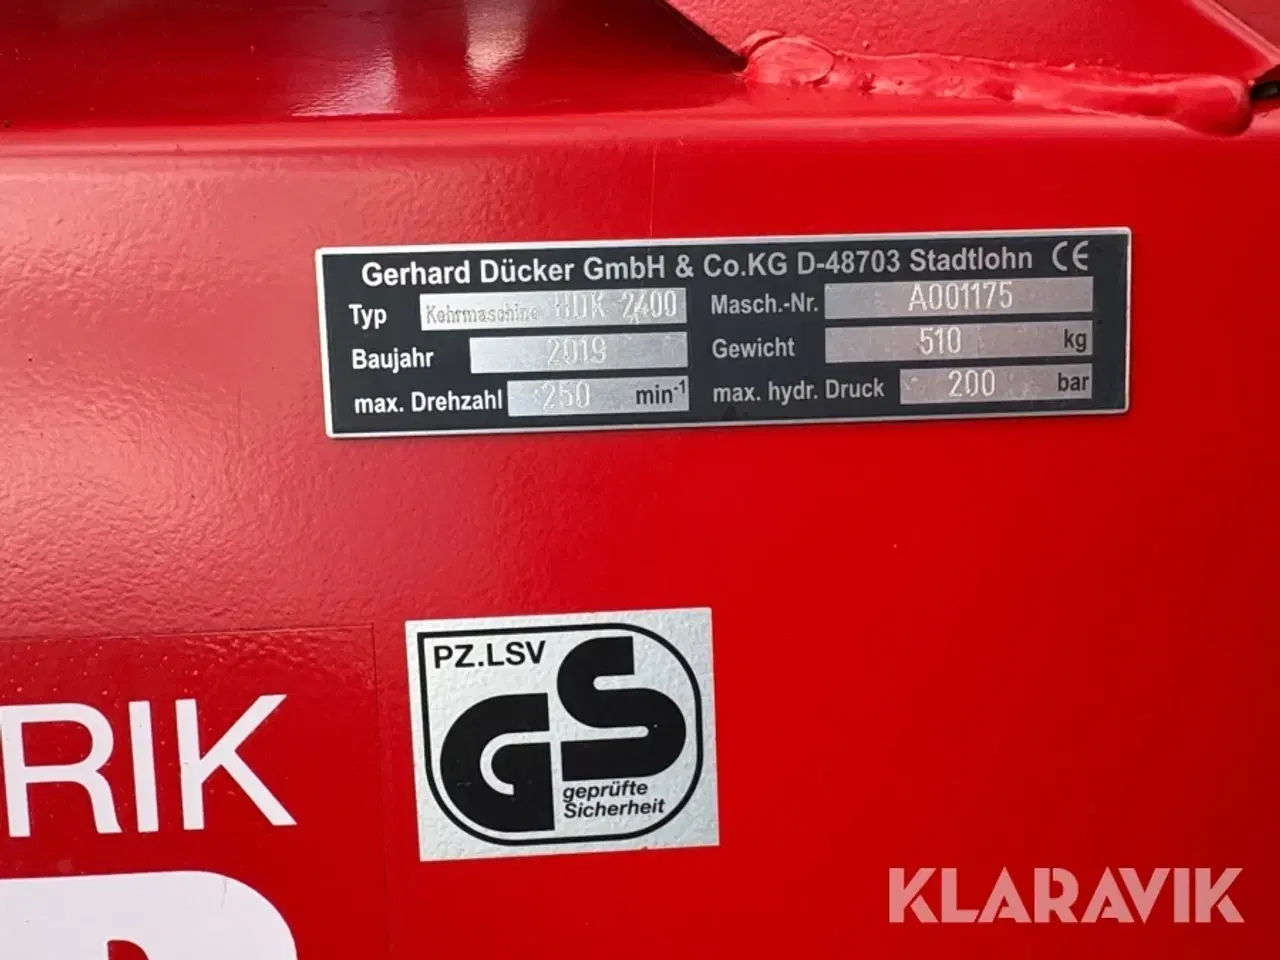 Gerhard Dücker GmbH & Co.KG D-48703 Stadtlohn CE
Typ Kehrmaschine HDK 2400 Masch.-Nr. A001175
Baujahr 2019 Gewicht 510 kg
max. Drehzahl 250 min⁻¹ max. hydr. Druck 200 bar
PZ.LSV
GS
geprüfte
Sicherheit
RIK
KLARAVIK